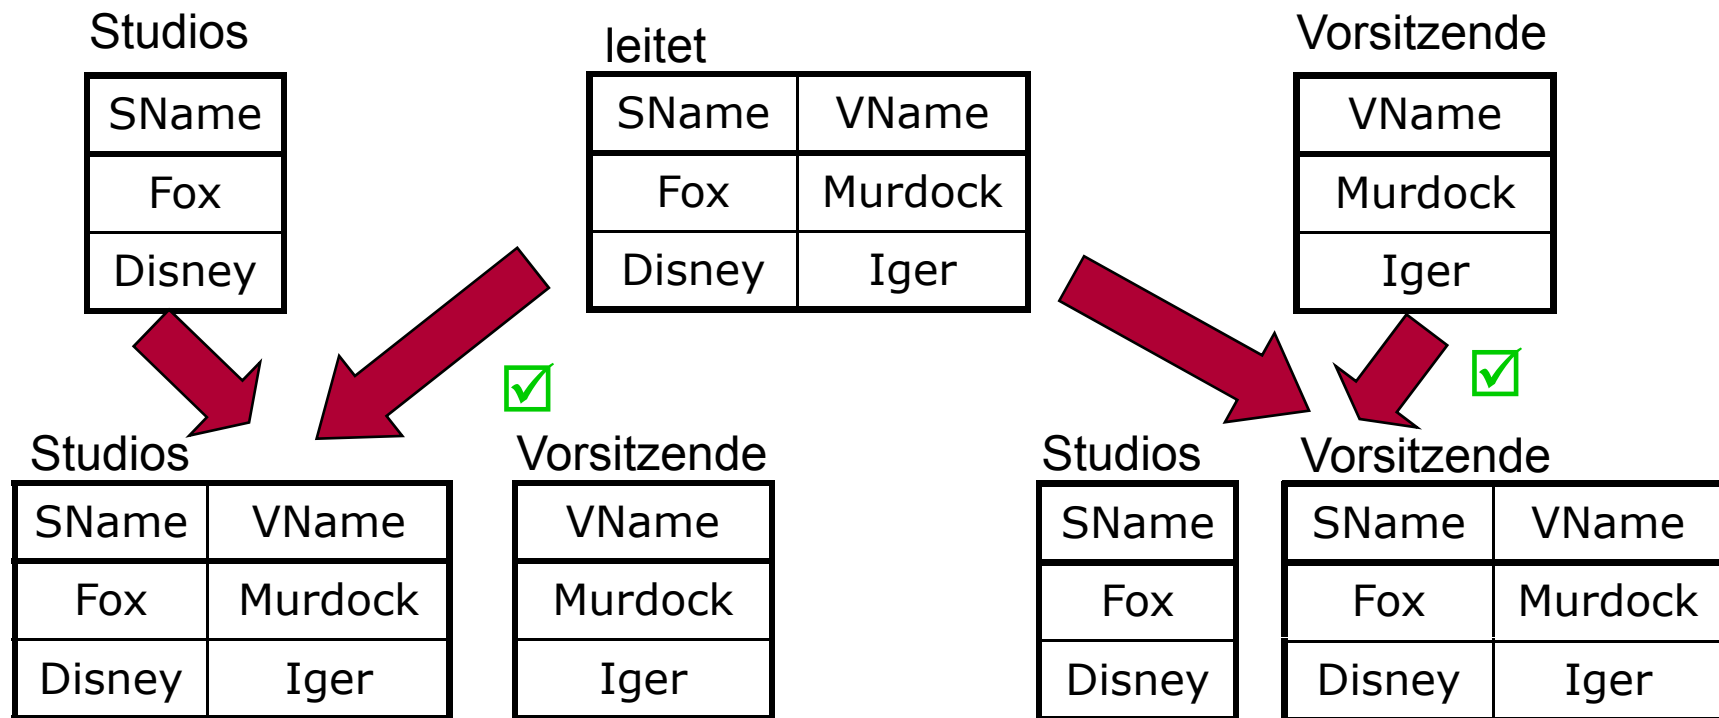 Studios
SName
Fox
Disney
leitet
SName VName
Fox Murdock
Disney Iger
Vorsitzende
VName
Murdock
Iger
Studios
SName VName
Fox Murdock
Disney Iger
Vorsitzende
VName
Murdock
Iger
Studios
SName
Fox
Disney
Vorsitzende
SName VName
Fox Murdock
Disney Iger